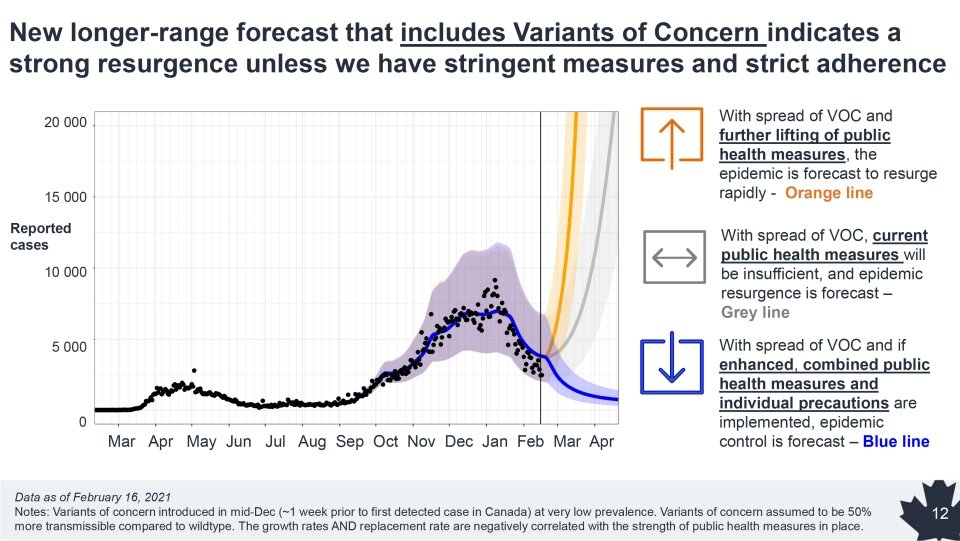 New longer-range forecast that includes Variants of Concern indicates a
strong resurgence unless we have stringent measures and strict adherence
20 000
15 000
Reported
cases
10 000
5 000
0
Mar Apr May Jun Jul Aug Sep Oct Nov Dec Jan Feb Mar Apr
With spread of VOC and
further lifting of public
health measures, the
epidemic is forecast to resurge
rapidly - Orange line
With spread of VOC, current
public health measures will
be insufficient, and epidemic
resurgence is forecast –
Grey line
With spread of VOC and if
enhanced, combined public
health measures and
individual precautions are
implemented, epidemic
control is forecast – Blue line
Data as of February 16, 2021
Notes: Variants of concern introduced in mid-Dec (~1 week prior to first detected case in Canada) at very low prevalence. Variants of concern assumed to be 50%
more transmissible compared to wildtype. The growth rates AND replacement rate are negatively correlated with the strength of public health measures in place.
12